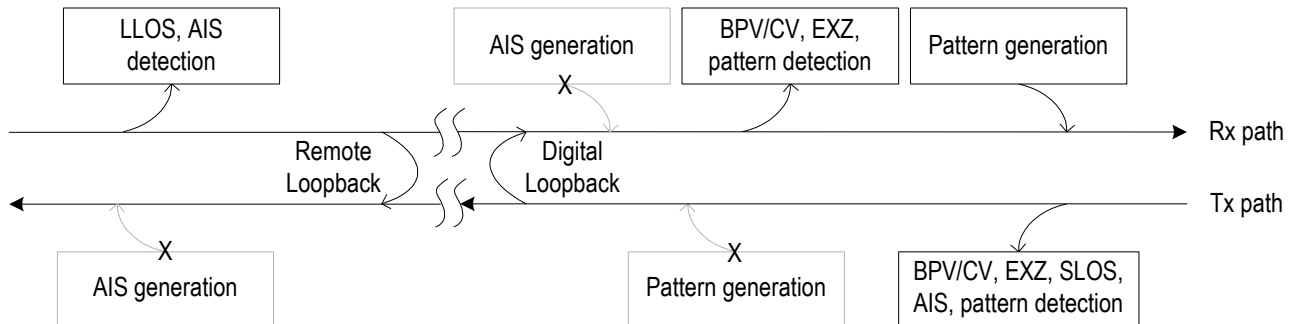 LLOS, AIS
detection
AIS generation
BPV/CV, EXZ,
pattern detection
Pattern generation
X
Rx path
Remote
Loopback
Digital
Loopback
Tx path
X
AIS generation
X
Pattern generation
BPV/CV, EXZ, SLOS,
AIS, pattern detection